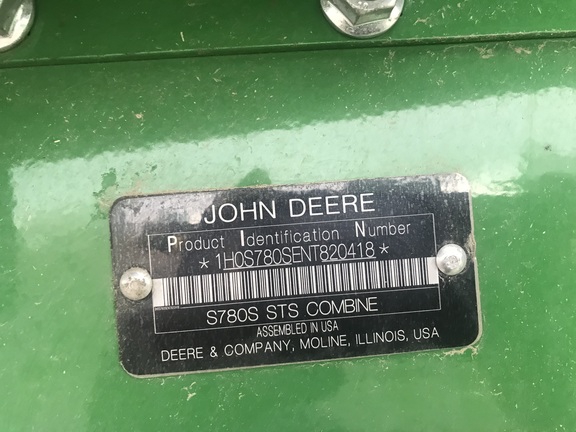 JOHN DEERE
Product Identification Number
*1H0S780SENT820418*
S780S STS COMBINE
ASSEMBLED IN USA
DEERE & COMPANY, MOLINE, ILLINOIS, USA